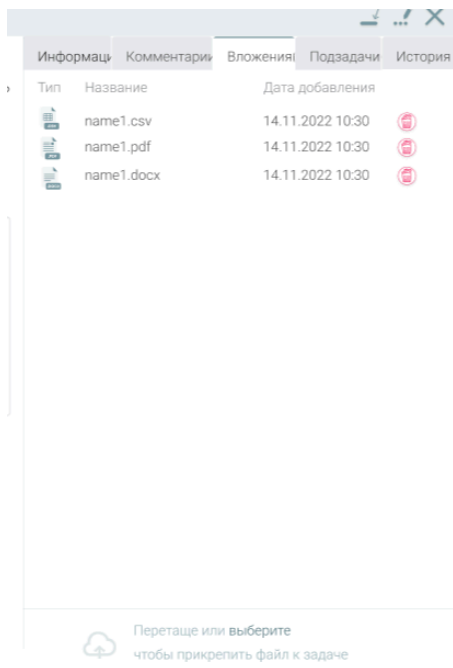 Информаци Комментарии Вложения Подзадачи История
Тип Название Дата добавления
name1.csv 14.11.2022 10:30
name1.pdf 14.11.2022 10:30
name1.docx 14.11.2022 10:30
Перетаще или выберите
чтобы прикрепить файл к задаче